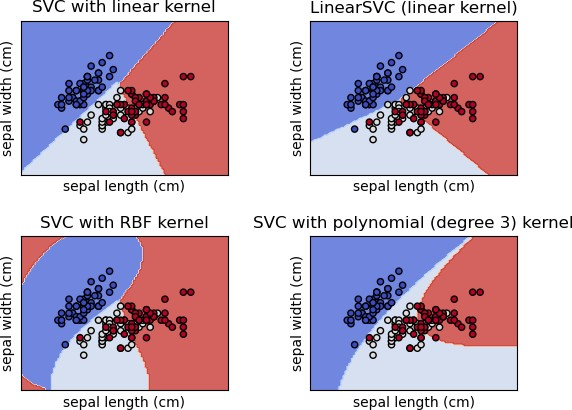 SVC with linear kernel
LinearSVC (linear kernel)
sepal width (cm)
sepal width (cm)
sepal length (cm)
sepal length (cm)
SVC with RBF kernel
SVC with polynomial (degree 3) kernel
sepal width (cm)
sepal width (cm)
sepal length (cm)
sepal length (cm)